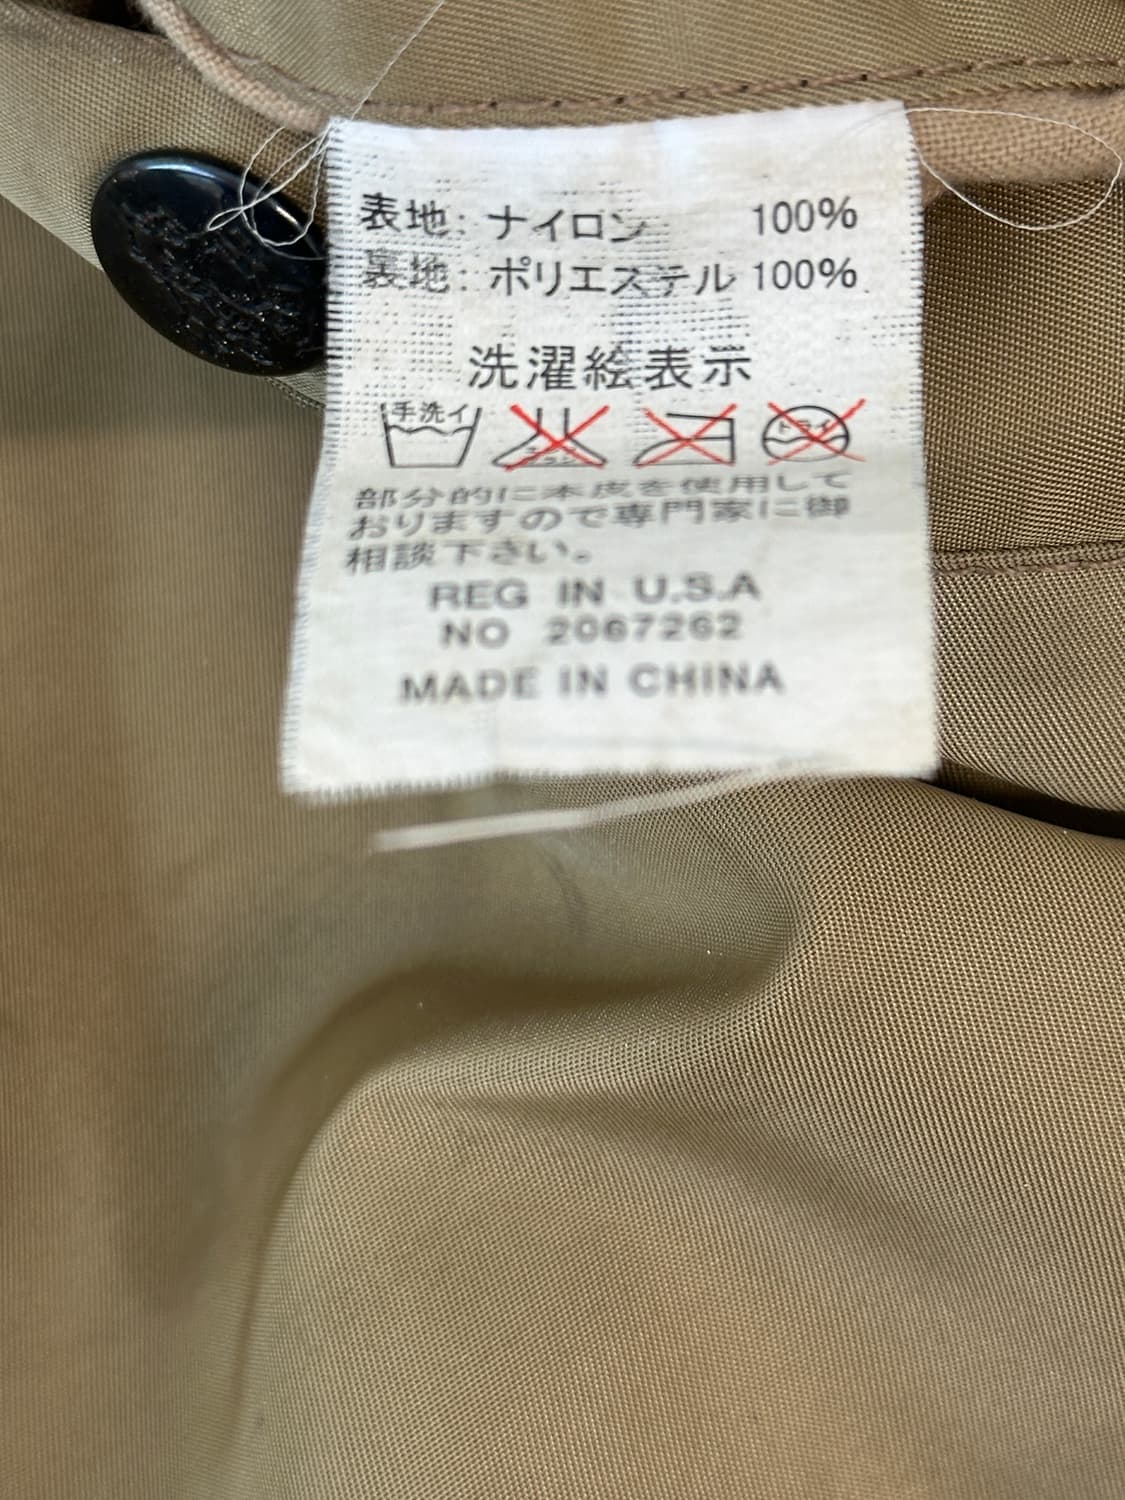 表地: ナイロン 100%
裏地: ポリエステル 100%
洗濯絵表示
手洗イ
ドライ
部分的に本皮を使用して
おりますので専門家に御
相談下さい。
REG IN U.S.A
NO 2067262
MADE IN CHINA